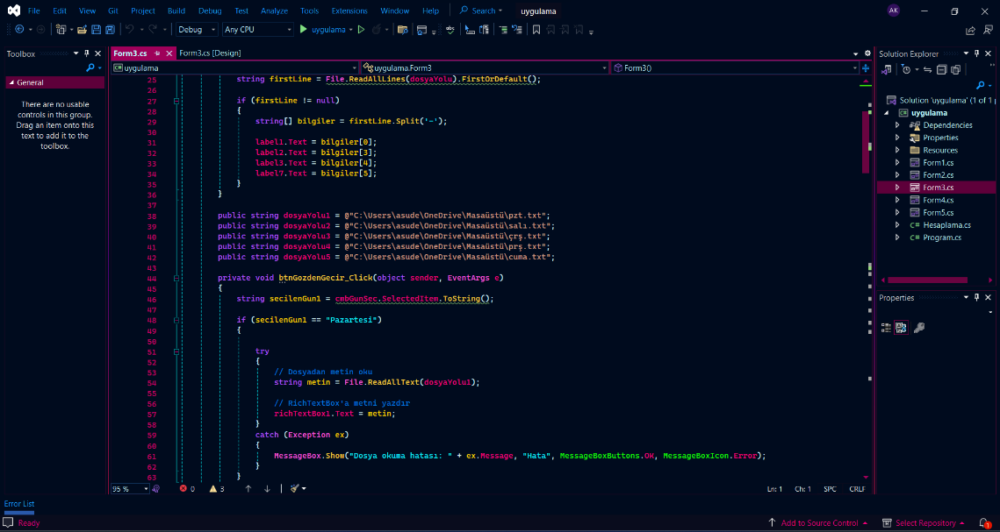 File Edit View Git Project Build Debug Test Analyze Tools Extensions Window Help Search uygulama AK
Debug Any CPU uygulama
Toolbox
General
There are no usable
controls in this group.
Drag an item onto this
text to add it to the
toolbox.
Form3.cs Form3.cs [Design]
uygulama uygulama.Form3 Form3()
25 string firstLine = File.ReadAllLines(dosyaYolu).FirstOrDefault();
26
27 if (firstLine != null)
28 {
29 string[] bilgiler = firstLine.Split('-');
30
31 label1.Text = bilgiler[0];
32 label2.Text = bilgiler[3];
33 label3.Text = bilgiler[4];
34 label7.Text = bilgiler[5];
35 }
36 }
37
38 public string dosyaYolu1 = @"C:\Users\asude\OneDrive\Masaüstü\pzt.txt";
39 public string dosyaYolu2 = @"C:\Users\asude\OneDrive\Masaüstü\salı.txt";
40 public string dosyaYolu3 = @"C:\Users\asude\OneDrive\Masaüstü\çrş.txt";
41 public string dosyaYolu4 = @"C:\Users\asude\OneDrive\Masaüstü\prş.txt";
42 public string dosyaYolu5 = @"C:\Users\asude\OneDrive\Masaüstü\cuma.txt";
43
44 private void btnGozdenGecir_Click(object sender, EventArgs e)
45 {
46 string secilenGun1 = cmbGunSec.SelectedItem.ToString();
47
48 if (secilenGun1 == "Pazartesi")
49 {
50
51 try
52 {
53 // Dosyadan metin oku
54 string metin = File.ReadAllText(dosyaYolu1);
55
56 // RichTextBox'a metni yazdır
57 richTextBox1.Text = metin;
58 }
59 catch (Exception ex)
60 {
61 MessageBox.Show("Dosya okuma hatası: " + ex.Message, "Hata", MessageBoxButtons.OK, MessageBoxIcon.Error);
62 }
63 }
95 % 0 3 Ln: 1 Ch: 1 SPC CRLF
Solution Explorer
Solution 'uygulama' (1 of 1 p
uygulama
Dependencies
Properties
Resources
Form1.cs
Form2.cs
Form3.cs
Form4.cs
Form5.cs
C# Hesaplama.cs
C# Program.cs
Properties
Error List
Ready Add to Source Control Select Repository 1